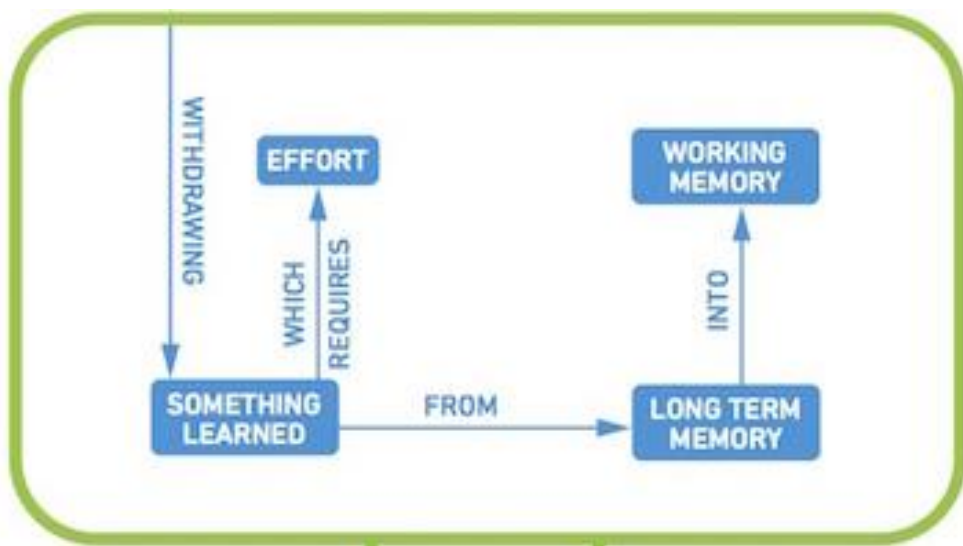 WITHDRAWING
EFFORT
WORKING
MEMORY
WHICH
REQUIRES
INTO
SOMETHING
LEARNED
FROM
LONG TERM
MEMORY